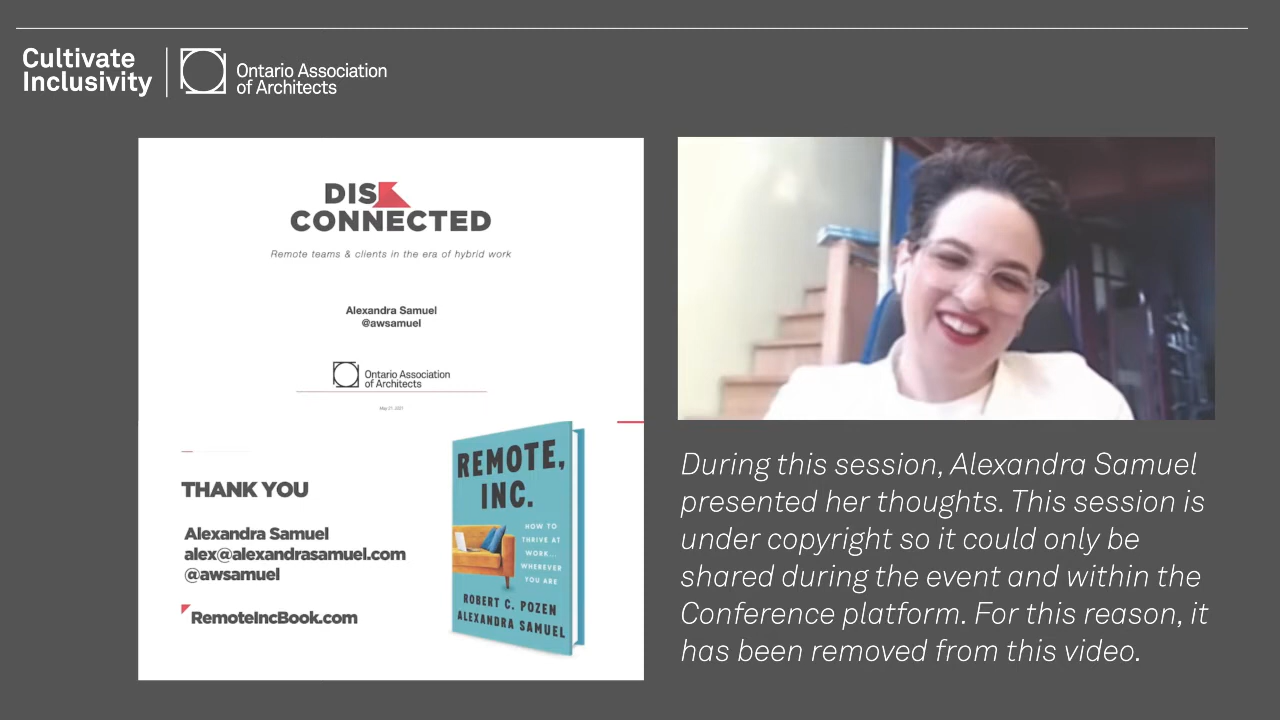 Cultivate
Inclusivity
Ontario Association
of Architects
DIS
CONNECTED
Remote teams & clients in the era of hybrid work
Alexandra Samuel
@awsamuel
Ontario Association
of Architects
May 21, 2021
THANK YOU
Alexandra Samuel
alex@alexandrasamuel.com
@awsamuel
RemoteIncBook.com
REMOTE,
INC.
HOW TO
THRIVE AT
WORK...
WHEREVER
YOU ARE
ROBERT C. POZEN
ALEXANDRA SAMUEL
During this session, Alexandra Samuel
presented her thoughts. This session is
under copyright so it could only be
shared during the event and within the
Conference platform. For this reason, it
has been removed from this video.